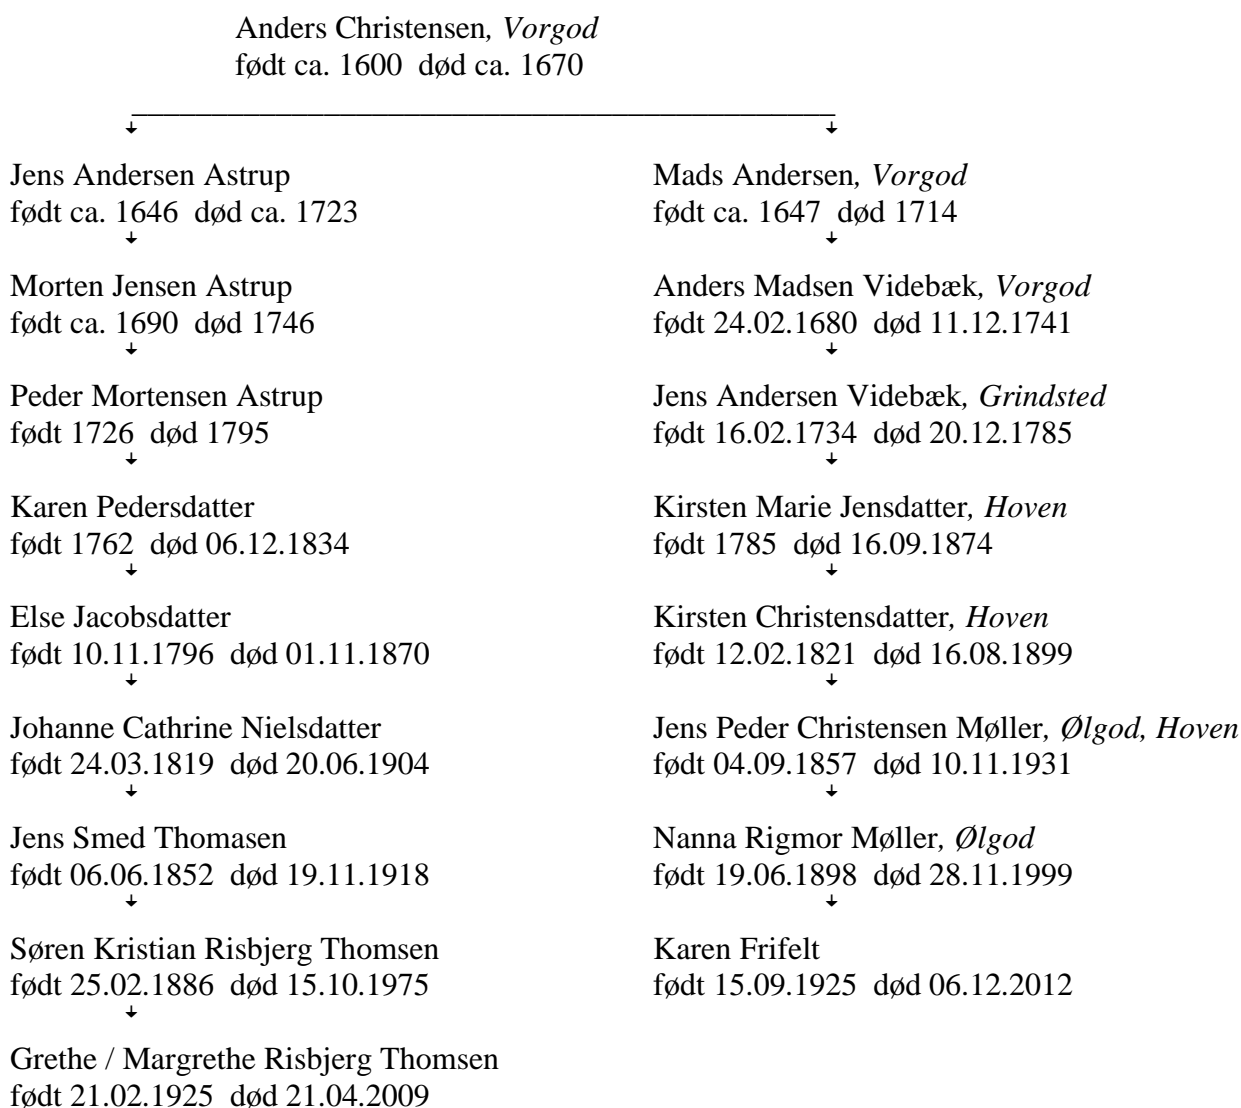 Anders Christensen, Vorgod
født ca. 1600  død ca. 1670
Jens Andersen Astrup
født ca. 1646  død ca. 1723
Mads Andersen, Vorgod
født ca. 1647  død 1714
Morten Jensen Astrup
født ca. 1690  død 1746
Anders Madsen Videbæk, Vorgod
født 24.02.1680  død 11.12.1741
Peder Mortensen Astrup
født 1726  død 1795
Jens Andersen Videbæk, Grindsted
født 16.02.1734  død 20.12.1785
Karen Pedersdatter
født 1762  død 06.12.1834
Kirsten Marie Jensdatter, Hoven
født 1785  død 16.09.1874
Else Jacobsdatter
født 10.11.1796  død 01.11.1870
Kirsten Christensdatter, Hoven
født 12.02.1821  død 16.08.1899
Johanne Cathrine Nielsdatter
født 24.03.1819  død 20.06.1904
Jens Peder Christensen Møller, Ølgod, Hoven
født 04.09.1857  død 10.11.1931
Jens Smed Thomasen
født 06.06.1852  død 19.11.1918
Nanna Rigmor Møller, Ølgod
født 19.06.1898  død 28.11.1999
Søren Kristian Risbjerg Thomsen
født 25.02.1886  død 15.10.1975
Karen Frifelt
født 15.09.1925  død 06.12.2012
Grethe / Margrethe Risbjerg Thomsen
født 21.02.1925  død 21.04.2009